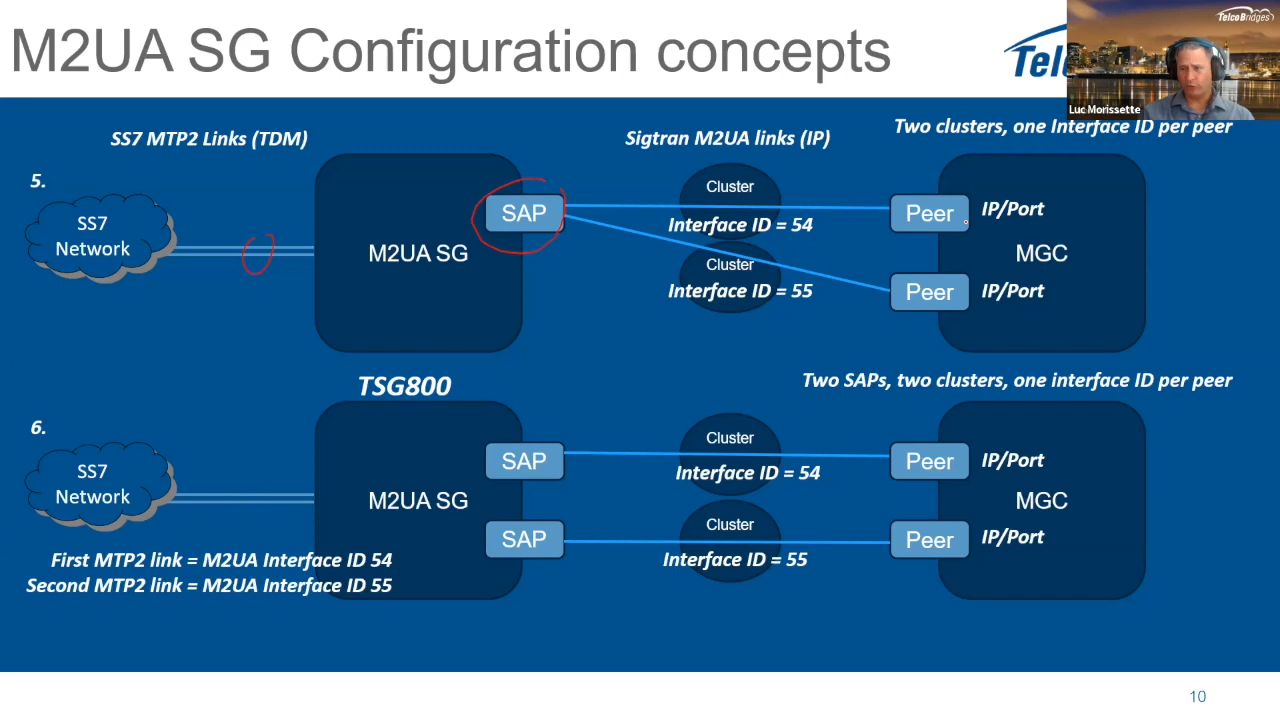 M2UA SG Configuration concepts
TelcoBridges
Luc Morissette
SS7 MTP2 Links (TDM)
Sigtran M2UA links (IP)
Two clusters, one Interface ID per peer
5.
SS7
Network
M2UA SG
SAP
Cluster
Interface ID = 54
Cluster
Interface ID = 55
Peer
IP/Port
MGC
Peer
IP/Port
TSG800
Two SAPs, two clusters, one interface ID per peer
6.
SS7
Network
M2UA SG
SAP
SAP
Cluster
Interface ID = 54
Cluster
Interface ID = 55
Peer
IP/Port
MGC
Peer
IP/Port
First MTP2 link = M2UA Interface ID 54
Second MTP2 link = M2UA Interface ID 55
10